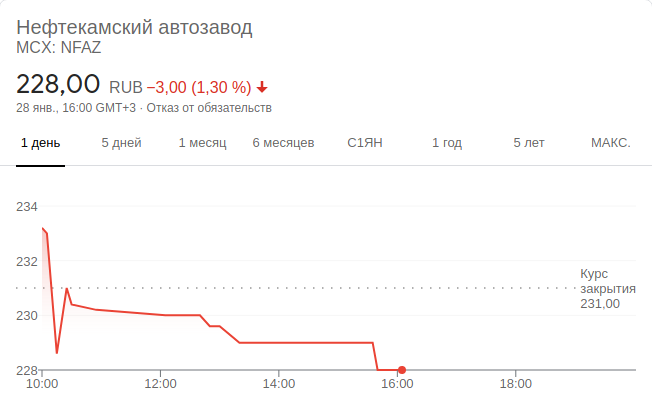 Нефтекамский автозавод
MCX: NFAZ
228,00 RUB −3,00 (1,30 %)
28 янв., 16:00 GMT+3 · Отказ от обязательств
1 день 5 дней 1 месяц 6 месяцев С1ЯН 1 год 5 лет МАКС.
234
232
Курс
закрытия
231,00
230
228
10:00 12:00 14:00 16:00 18:00